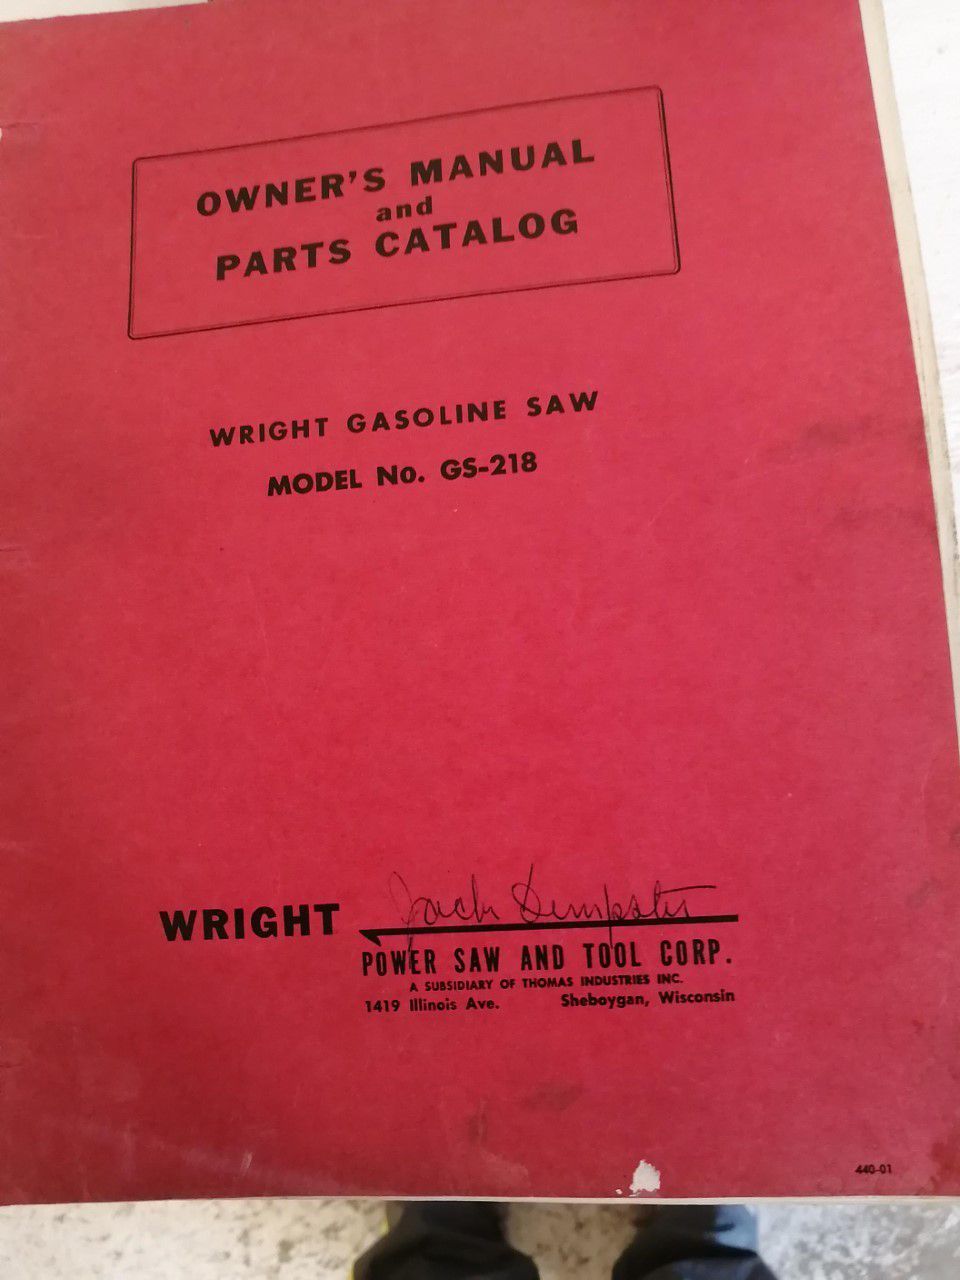 OWNER'S MANUAL
and
PARTS CATALOG
WRIGHT GASOLINE SAW
MODEL No. GS-218
Jack Dempster
WRIGHT
POWER SAW AND TOOL CORP.
A SUBSIDIARY OF THOMAS INDUSTRIES INC.
1419 Illinois Ave. Sheboygan, Wisconsin
440-01